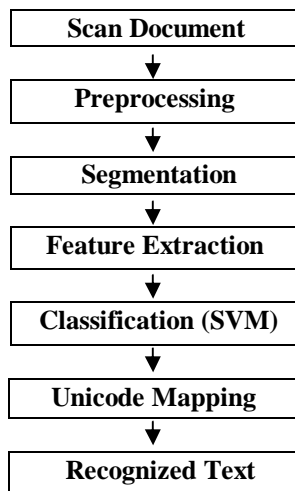 Scan Document
Preprocessing
Segmentation
Feature Extraction
Classification (SVM)
Unicode Mapping
Recognized Text